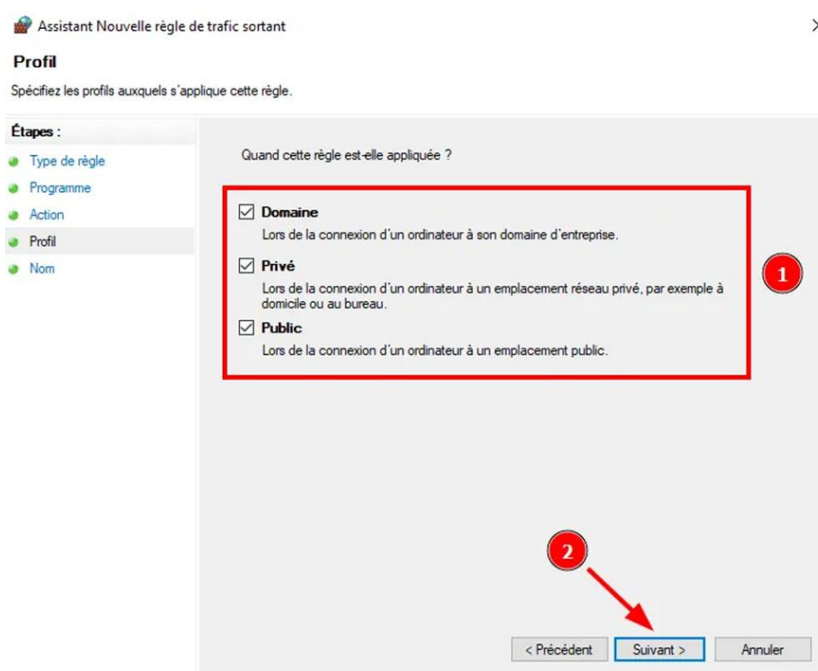 Assistant Nouvelle règle de trafic sortant
Profil
Spécifiez les profils auxquels s'applique cette règle.
Étapes :
Type de règle
Programme
Action
Profil
Nom
Quand cette règle est-elle appliquée ?
Domaine
Lors de la connexion d'un ordinateur à son domaine d'entreprise.
Privé
Lors de la connexion d'un ordinateur à un emplacement réseau privé, par exemple à
domicile ou au bureau.
Public
Lors de la connexion d'un ordinateur à un emplacement public.
1
2
< Précédent
Suivant >
Annuler